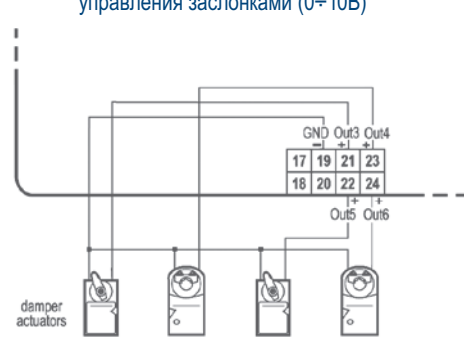 управления заслонками (0÷10В)
GND Out3 Out4
− + +
17 19 21 23
18 20 22 24
+ +
Out5 Out6
damper
actuators